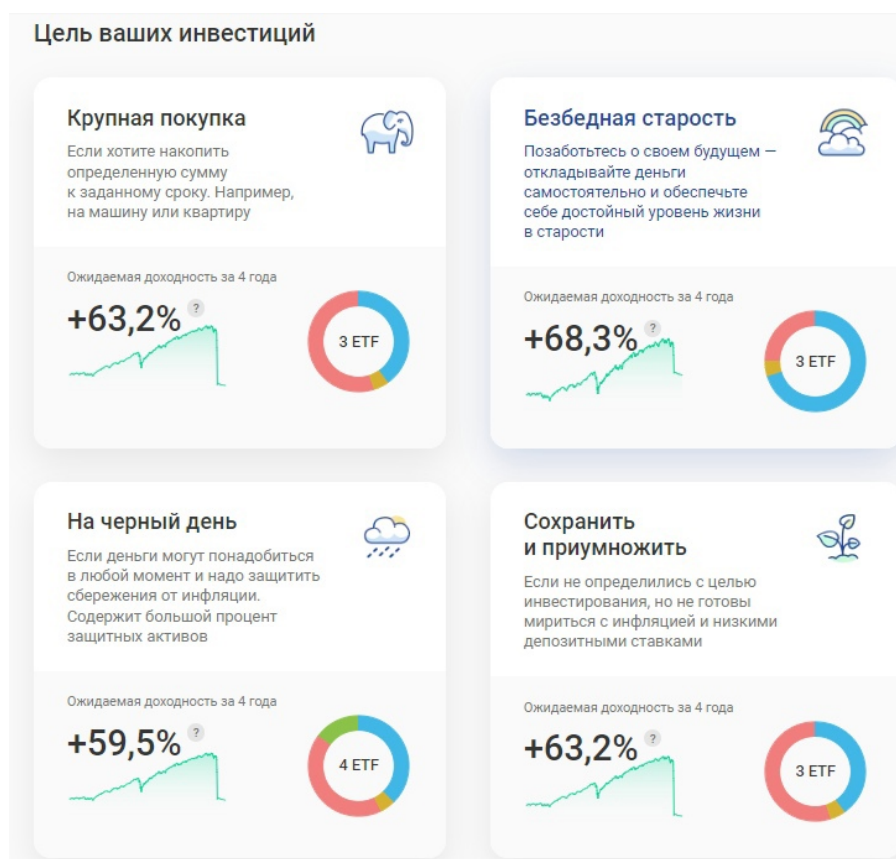 Цель ваших инвестиций
Крупная покупка
Если хотите накопить
определенную сумму
к заданному сроку. Например,
на машину или квартиру
Ожидаемая доходность за 4 года
+63,2% ?
3 ETF
Безбедная старость
Позаботьтесь о своем будущем —
откладывайте деньги
самостоятельно и обеспечьте
себе достойный уровень жизни
в старости
Ожидаемая доходность за 4 года
+68,3% ?
3 ETF
На черный день
Если деньги могут понадобиться
в любой момент и надо защитить
сбережения от инфляции.
Содержит большой процент
защитных активов
Ожидаемая доходность за 4 года
+59,5% ?
4 ETF
Сохранить
и приумножить
Если не определились с целью
инвестирования, но не готовы
мириться с инфляцией и низкими
депозитными ставками
Ожидаемая доходность за 4 года
+63,2% ?
3 ETF